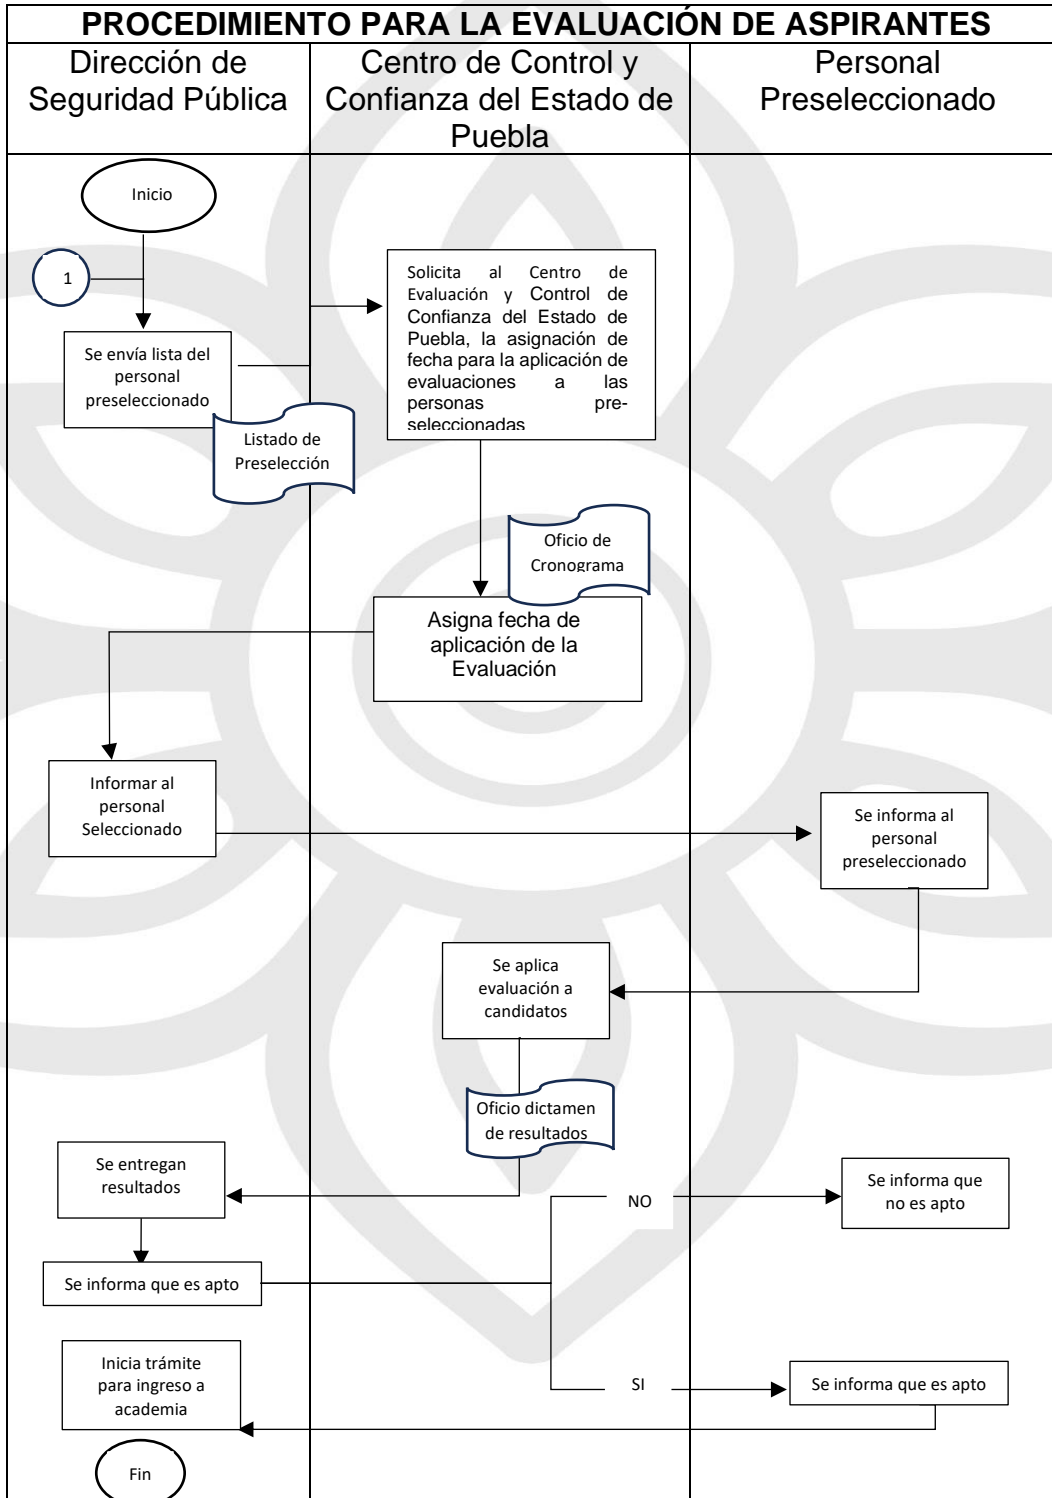 PROCEDIMIENTO PARA LA EVALUACIÓN DE ASPIRANTES
Dirección de
Seguridad Pública
Centro de Control y
Confianza del Estado de
Puebla
Personal
Preseleccionado
Inicio
1
Se envía lista del
personal
preseleccionado
Listado de
Preselección
Solicita al Centro de
Evaluación y Control de
Confianza del Estado de
Puebla, la asignación de
fecha para la aplicación de
evaluaciones a las
personas pre-
seleccionadas
Oficio de
Cronograma
Asigna fecha de
aplicación de la
Evaluación
Informar al
personal
Seleccionado
Se informa al
personal
preseleccionado
Se aplica
evaluación a
candidatos
Oficio dictamen
de resultados
Se entregan
resultados
NO
Se informa que
no es apto
Se informa que es apto
Inicia trámite
para ingreso a
academia
SI
Se informa que es apto
Fin